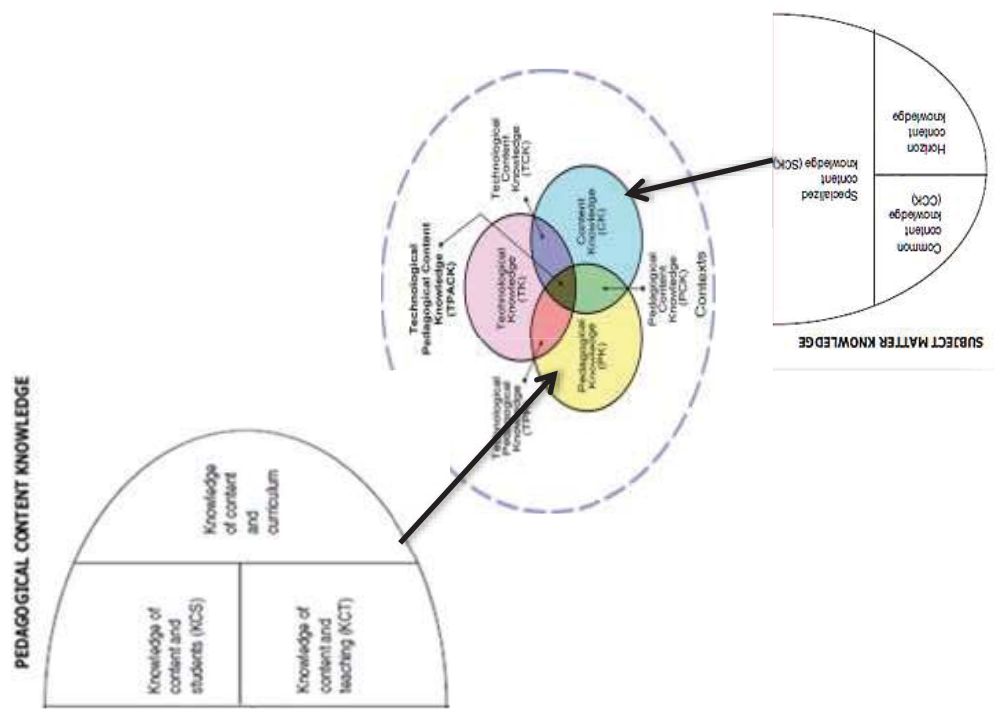 PEDAGOGICAL CONTENT KNOWLEDGE
Knowledge of
content and
students (KCS)
Knowledge of
content and
teaching (KCT)
Knowledge
of content
and
curriculum
Technological
Pedagogical Content
Knowledge
(TPACK)
Technological
Pedagogical
Knowledge
Technological
Knowledge
(TK)
Technological
Content
Knowledge
(TCK)
Pedagogical
Knowledge
(PK)
Content
Knowledge
(CK)
Pedagogical
Content
Knowledge
(PCK)
Contexts
SUBJECT MATTER KNOWLEDGE
Common
content
knowledge
(CCK)
Horizon
content
knowledge
Specialized
content
knowledge (SCK)